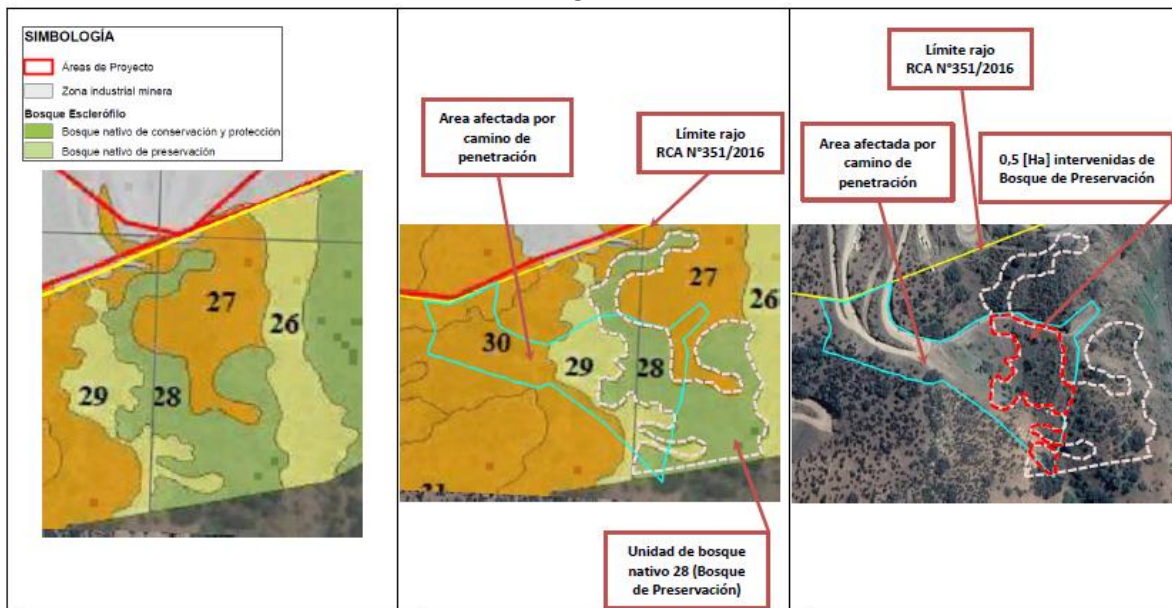 SIMBOLOGÍA
Áreas de Proyecto
Zona industrial minera
Bosque Esclerófilo
Bosque nativo de conservación y protección
Bosque nativo de preservación
27
26
29
28
Area afectada por
camino de
penetración
Límite rajo
RCA N°351/2016
27
26
30
29
28
31
Unidad de bosque
nativo 28 (Bosque
de Preservación)
Límite rajo
RCA N°351/2016
Area afectada por
camino de
penetración
0,5 [Ha] intervenidas de
Bosque de Preservación